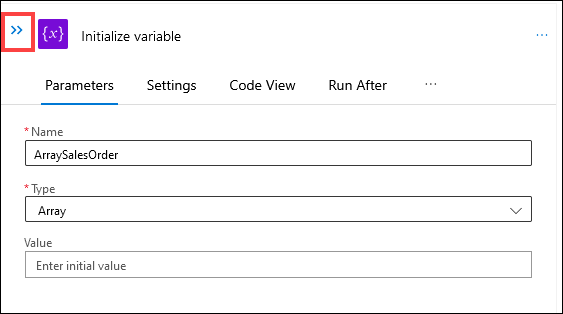 {x} Initialize variable ...
Parameters Settings Code View Run After ...
* Name
ArraySalesOrder
* Type
Array
Value
Enter initial value